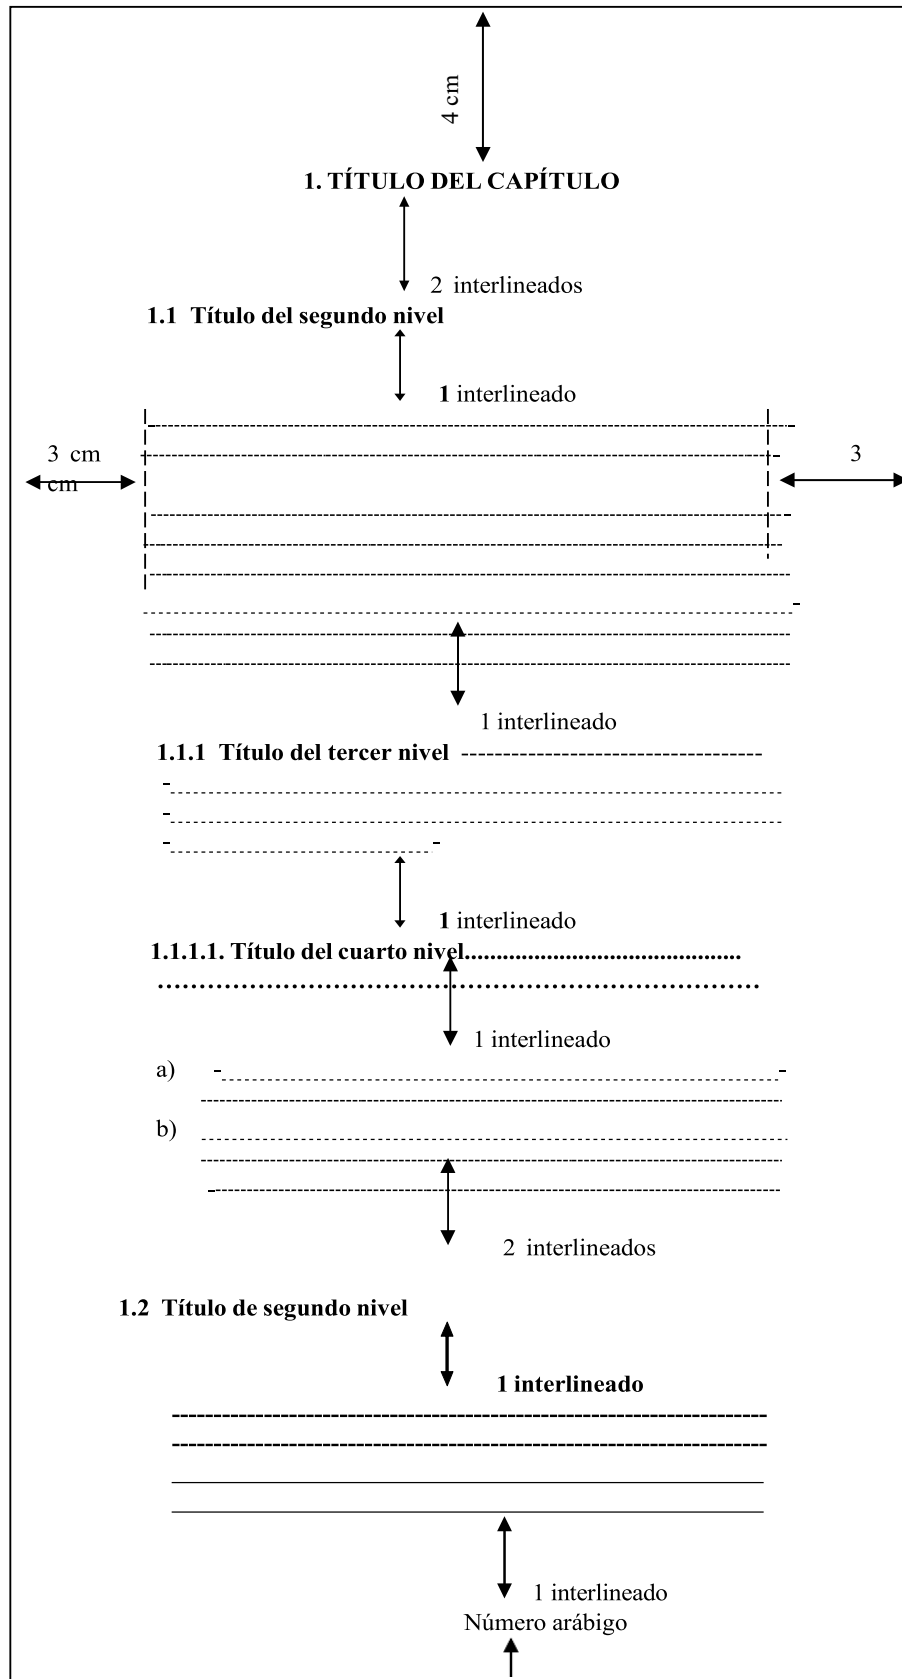 4 cm
1. TÍTULO DEL CAPÍTULO
2 interlineados
1.1 Título del segundo nivel
1 interlineado
3 cm
cm
3
1 interlineado
1.1.1 Título del tercer nivel
1 interlineado
1.1.1.1. Título del cuarto nivel
1 interlineado
a)
b)
2 interlineados
1.2 Título de segundo nivel
1 interlineado
1 interlineado
Número arábigo